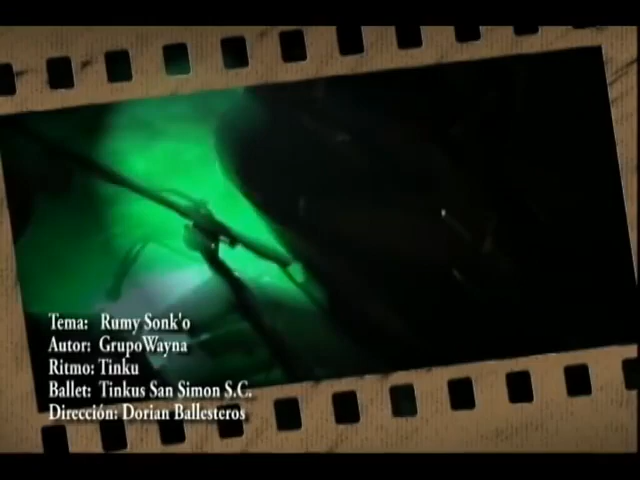 Tema: Rumy Sonk'o
Autor: GrupoWayna
Ritmo: Tinku
Ballet: Tinkus San Simon S.C.
Dirección: Dorian Ballesteros